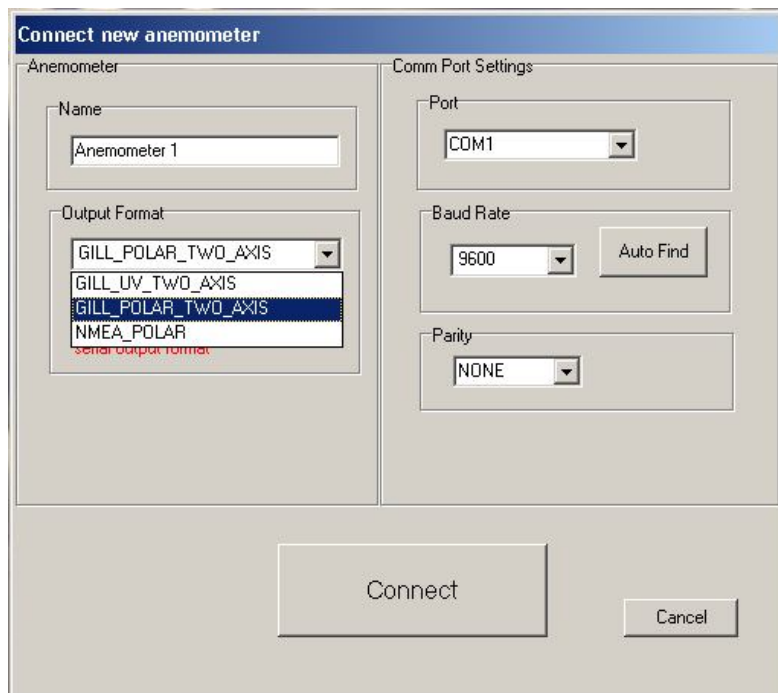 Connect new anemometer
Anemometer
Name
Anemometer 1
Output Format
GILL_POLAR_TWO_AXIS
GILL_UV_TWO_AXIS
GILL_POLAR_TWO_AXIS
NMEA_POLAR
serial output format
Comm Port Settings
Port
COM1
Baud Rate
9600
Auto Find
Parity
NONE
Connect
Cancel